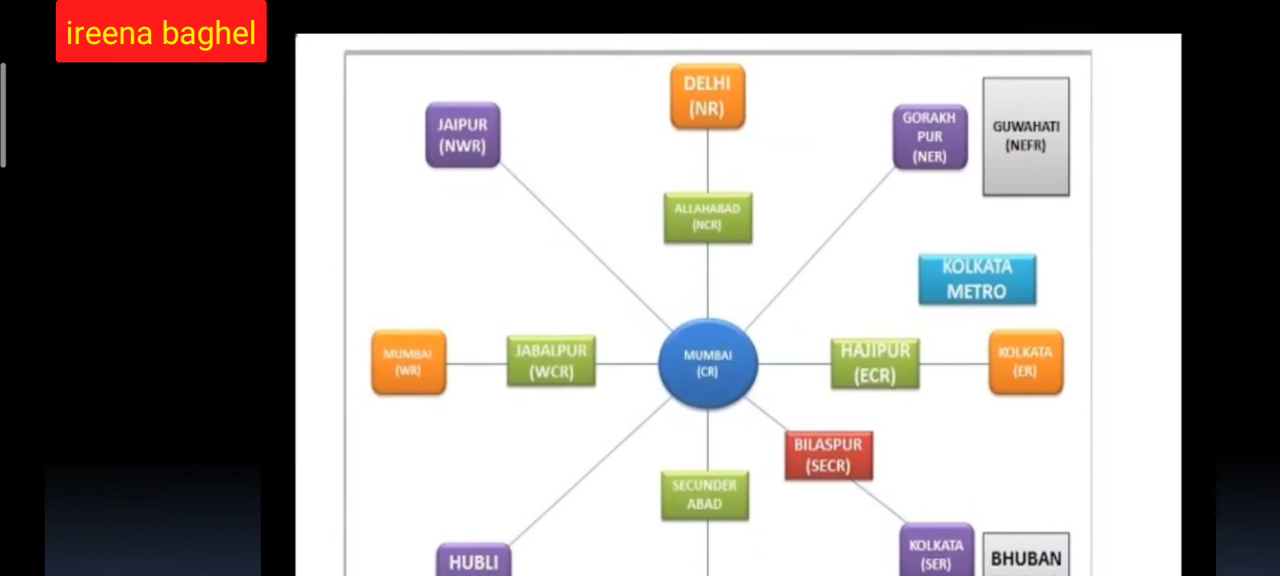 ireena baghel
DELHI
(NR)
JAIPUR
(NWR)
GORAKH
PUR
(NER)
GUWAHATI
(NEFR)
ALLAHABAD
(NCR)
KOLKATA
METRO
MUMBAI
(WR)
JABALPUR
(WCR)
MUMBAI
(CR)
HAJIPUR
(ECR)
KOLKATA
(ER)
BILASPUR
(SECR)
SECUNDER
ABAD
HUBLI
KOLKATA
(SER)
BHUBAN